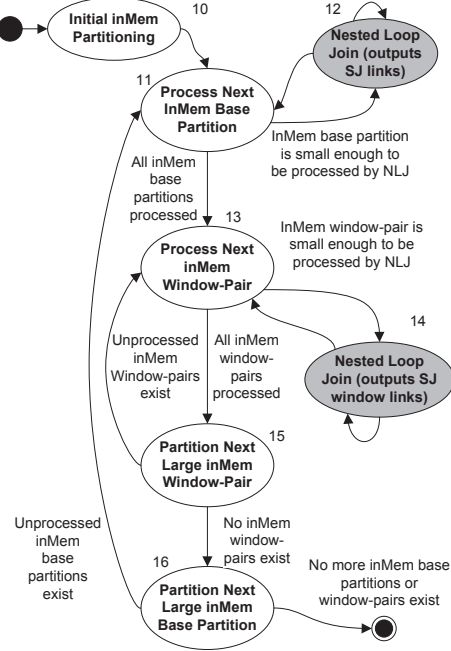 10
Initial inMem
Partitioning
12
Nested Loop
Join (outputs
SJ links)
11
Process Next
InMem Base
Partition
InMem base partition
is small enough to
be processed by NLJ
All inMem
base
partitions
processed
13
Process Next
inMem
Window-Pair
InMem window-pair is
small enough to be
processed by NLJ
14
Nested Loop
Join (outputs SJ
window links)
Unprocessed
inMem
Window-pairs
exist
All inMem
window-
pairs
processed
15
Partition Next
Large inMem
Window-Pair
Unprocessed
inMem
base
partitions
exist
No inMem
window-
pairs exist
16
Partition Next
Large inMem
Base Partition
No more inMem base
partitions or
window-pairs exist